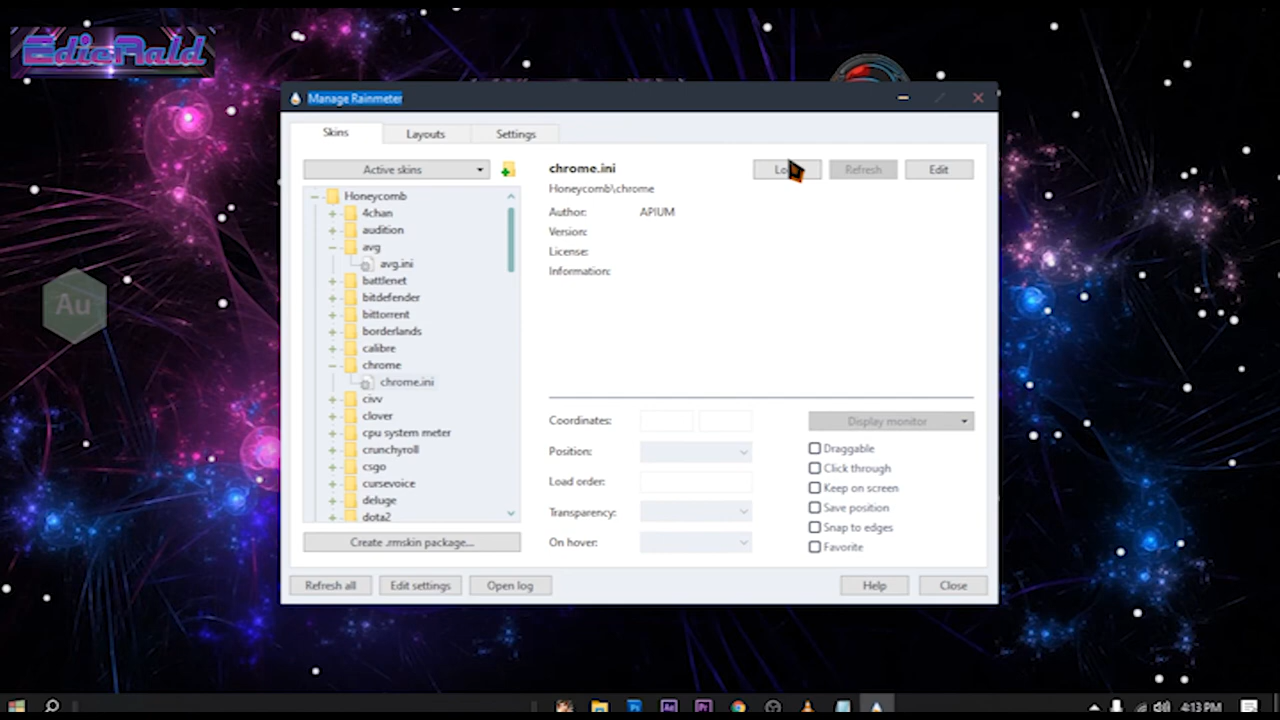 EdieRald
Manage Rainmeter
Skins
Layouts
Settings
Active skins
Honeycomb
4chan
audition
avg
avg.ini
battlenet
bitdefender
bittorrent
borderlands
calibre
chrome
chrome.ini
civv
clover
cpu system meter
crunchyroll
csgo
cursevoice
deluge
dota2
Create .rmskin package...
chrome.ini
Refresh
Edit
Honeycomb\chrome
Author: APIUM
Version:
License:
Information:
Coordinates:
Position:
Load order:
Transparency:
On hover:
Display monitor
Draggable
Click through
Keep on screen
Save position
Snap to edges
Favorite
Refresh all
Edit settings
Open log
Help
Close
Au
Ps
Ae
Pr
4:13 PM